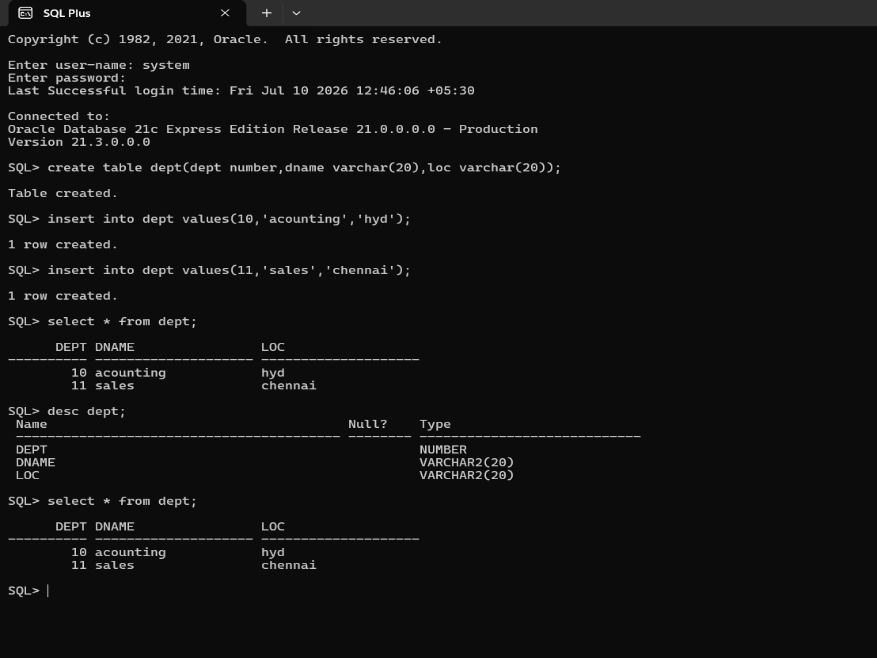 SQL Plus
Copyright (c) 1982, 2021, Oracle.  All rights reserved.
Enter user-name: system
Enter password:
Last Successful login time: Fri Jul 10 2026 12:46:06 +05:30
Connected to:
Oracle Database 21c Express Edition Release 21.0.0.0.0 - Production
Version 21.3.0.0.0
SQL> create table dept(dept number,dname varchar(20),loc varchar(20));
Table created.
SQL> insert into dept values(10,'acounting','hyd');
1 row created.
SQL> insert into dept values(11,'sales','chennai');
1 row created.
SQL> select * from dept;
      DEPT DNAME                LOC
---------- -------------------- --------------------
        10 acounting            hyd
        11 sales                chennai
SQL> desc dept;
 Name                                      Null?    Type
 ----------------------------------------- -------- ----------------------------
 DEPT                                               NUMBER
 DNAME                                              VARCHAR2(20)
 LOC                                                VARCHAR2(20)
SQL> select * from dept;
      DEPT DNAME                LOC
---------- -------------------- --------------------
        10 acounting            hyd
        11 sales                chennai
SQL>